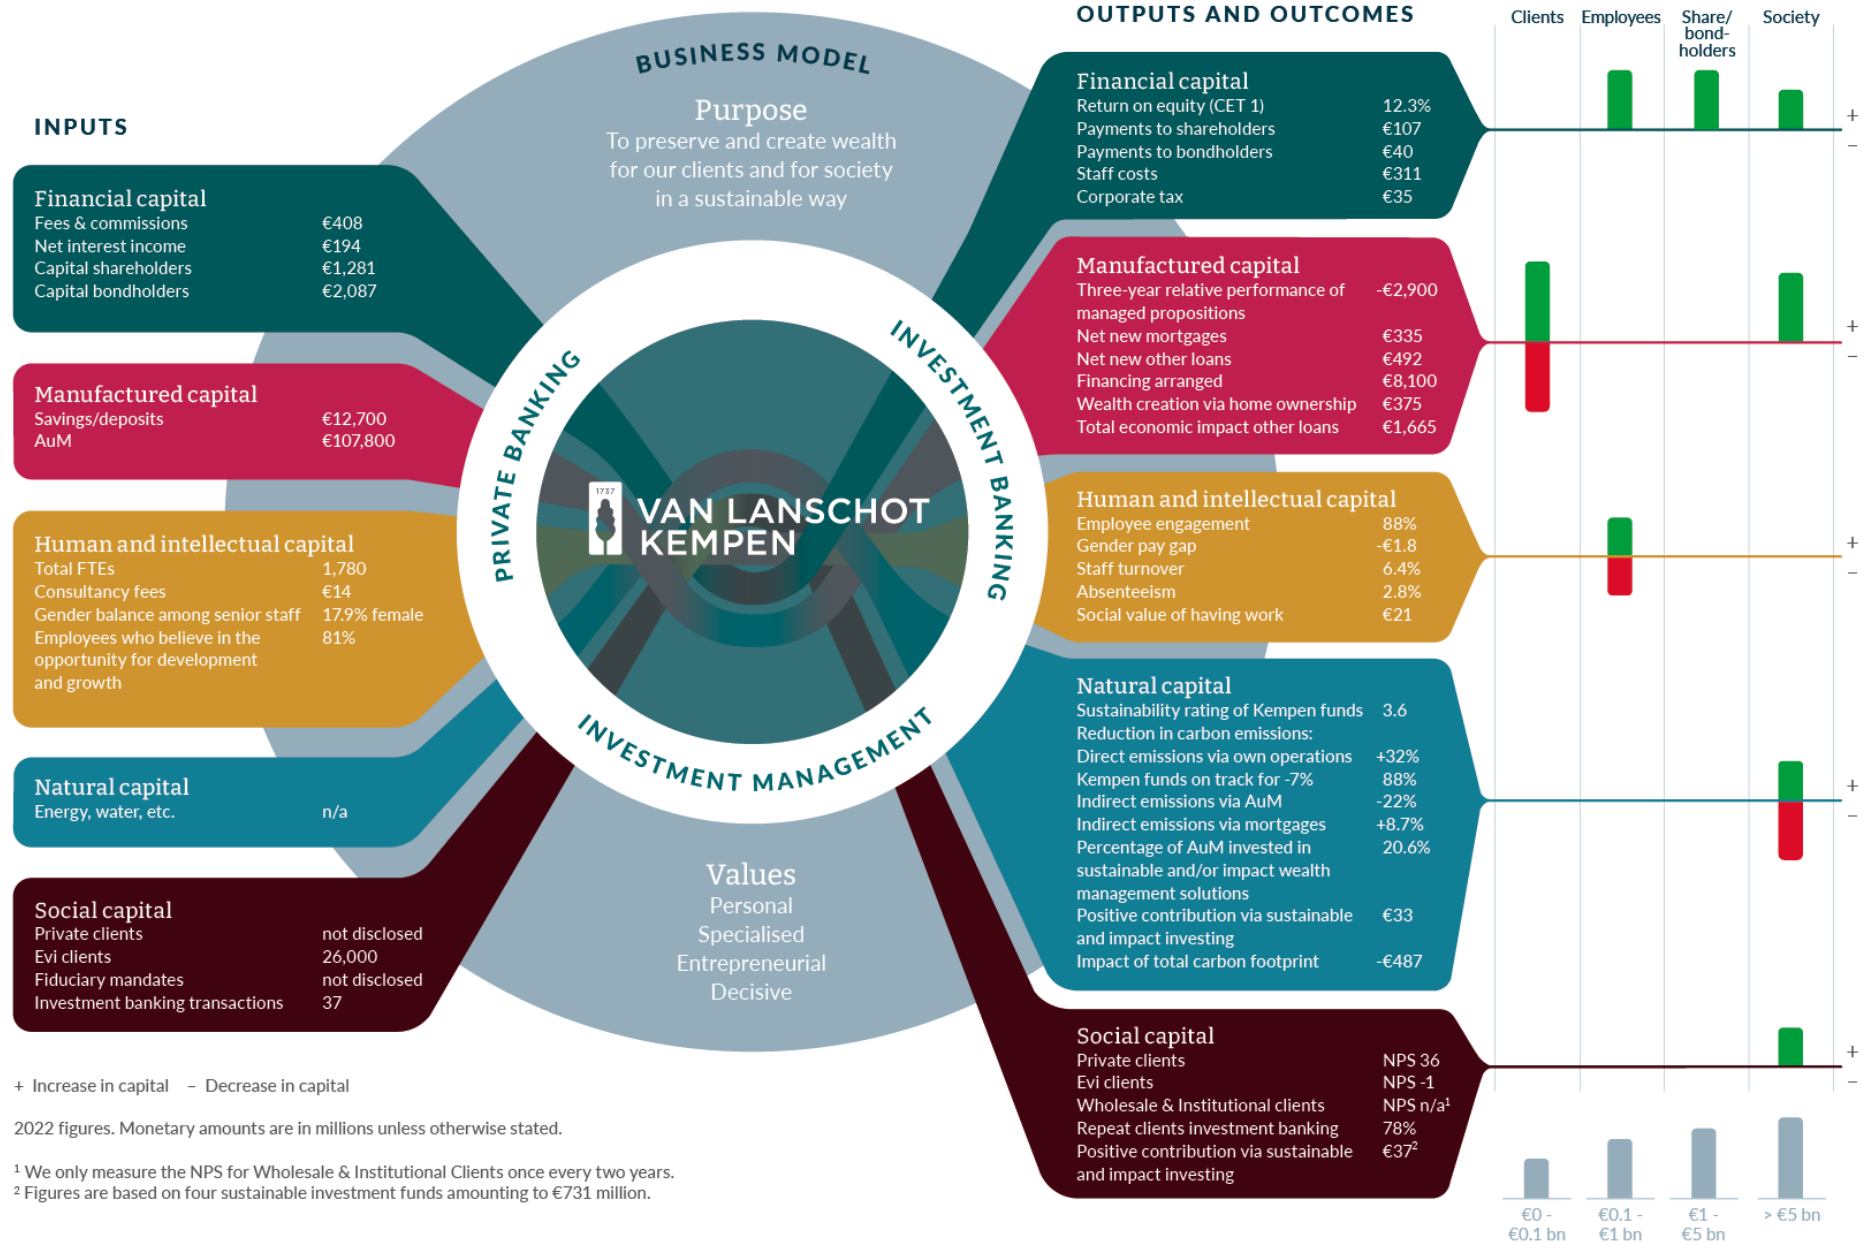 INPUTS
Financial capital
Fees & commissions €408
Net interest income €194
Capital shareholders €1,281
Capital bondholders €2,087
Manufactured capital
Savings/deposits €12,700
AuM €107,800
Human and intellectual capital
Total FTEs 1,780
Consultancy fees €14
Gender balance among senior staff 17.9% female
Employees who believe in the 81%
opportunity for development
and growth
Natural capital
Energy, water, etc. n/a
Social capital
Private clients not disclosed
Evi clients 26,000
Fiduciary mandates not disclosed
Investment banking transactions 37
+ Increase in capital – Decrease in capital
2022 figures. Monetary amounts are in millions unless otherwise stated.
¹ We only measure the NPS for Wholesale & Institutional Clients once every two years.
² Figures are based on four sustainable investment funds amounting to €731 million.
BUSINESS MODEL
Purpose
To preserve and create wealth
for our clients and for society
in a sustainable way
PRIVATE BANKING
INVESTMENT BANKING
INVESTMENT MANAGEMENT
1737
VAN LANSCHOT
KEMPEN
Values
Personal
Specialised
Entrepreneurial
Decisive
OUTPUTS AND OUTCOMES
Financial capital
Return on equity (CET 1) 12.3%
Payments to shareholders €107
Payments to bondholders €40
Staff costs €311
Corporate tax €35
Manufactured capital
Three-year relative performance of -€2,900
managed propositions
Net new mortgages €335
Net new other loans €492
Financing arranged €8,100
Wealth creation via home ownership €375
Total economic impact other loans €1,665
Human and intellectual capital
Employee engagement 88%
Gender pay gap -€1.8
Staff turnover 6.4%
Absenteeism 2.8%
Social value of having work €21
Natural capital
Sustainability rating of Kempen funds 3.6
Reduction in carbon emissions:
Direct emissions via own operations +32%
Kempen funds on track for -7% 88%
Indirect emissions via AuM -22%
Indirect emissions via mortgages +8.7%
Percentage of AuM invested in 20.6%
sustainable and/or impact wealth
management solutions
Positive contribution via sustainable €33
and impact investing
Impact of total carbon footprint -€487
Social capital
Private clients NPS 36
Evi clients NPS -1
Wholesale & Institutional clients NPS n/a¹
Repeat clients investment banking 78%
Positive contribution via sustainable €37²
and impact investing
Clients Employees Share/ Society
bond-
holders
+
–
+
–
+
–
+
–
+
–
€0 - €0.1 - €1 - > €5 bn
€0.1 bn €1 bn €5 bn